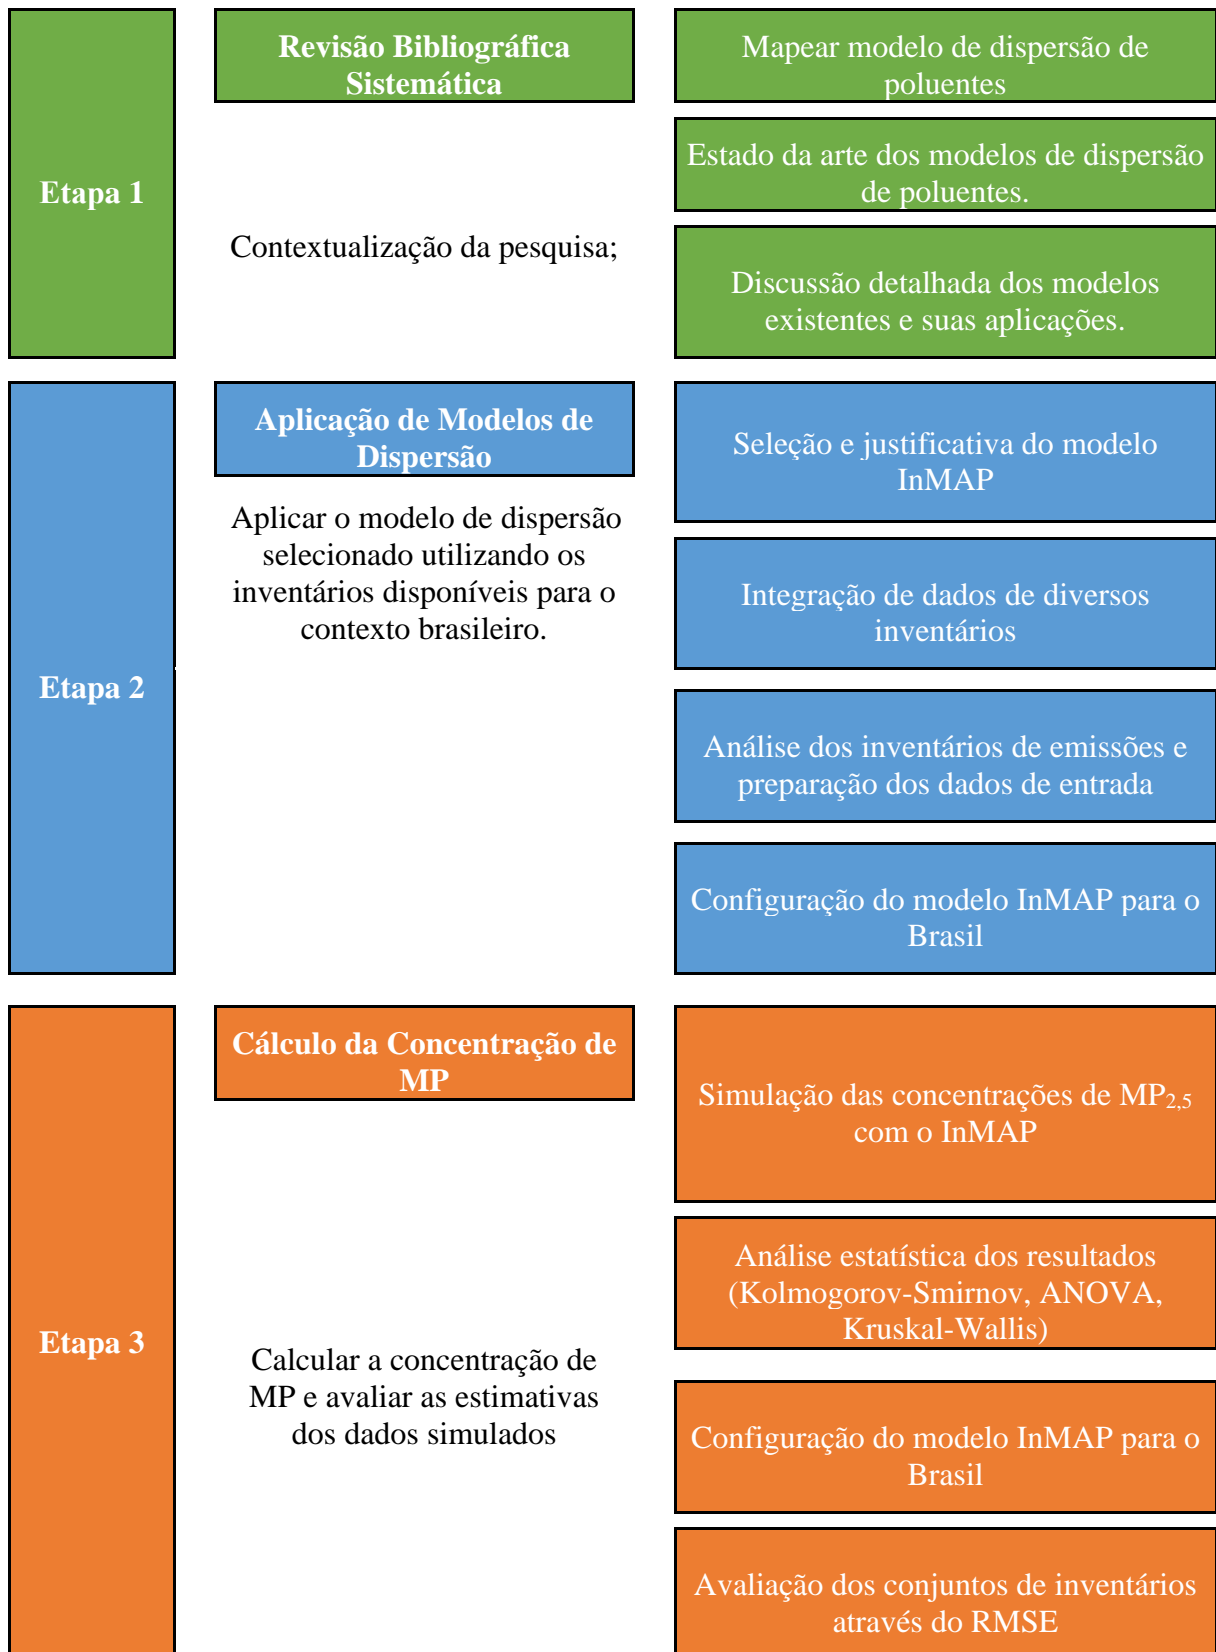 Etapa 1
Revisão Bibliográfica
Sistemática
Contextualização da pesquisa;
Mapear modelo de dispersão de
poluentes
Estado da arte dos modelos de dispersão
de poluentes.
Discussão detalhada dos modelos
existentes e suas aplicações.
Etapa 2
Aplicação de Modelos de
Dispersão
Aplicar o modelo de dispersão
selecionado utilizando os
inventários disponíveis para o
contexto brasileiro.
Seleção e justificativa do modelo
InMAP
Integração de dados de diversos
inventários
Análise dos inventários de emissões e
preparação dos dados de entrada
Configuração do modelo InMAP para o
Brasil
Etapa 3
Cálculo da Concentração de
MP
Calcular a concentração de
MP e avaliar as estimativas
dos dados simulados
Simulação das concentrações de MP2,5
com o InMAP
Análise estatística dos resultados
(Kolmogorov-Smirnov, ANOVA,
Kruskal-Wallis)
Configuração do modelo InMAP para o
Brasil
Avaliação dos conjuntos de inventários
através do RMSE